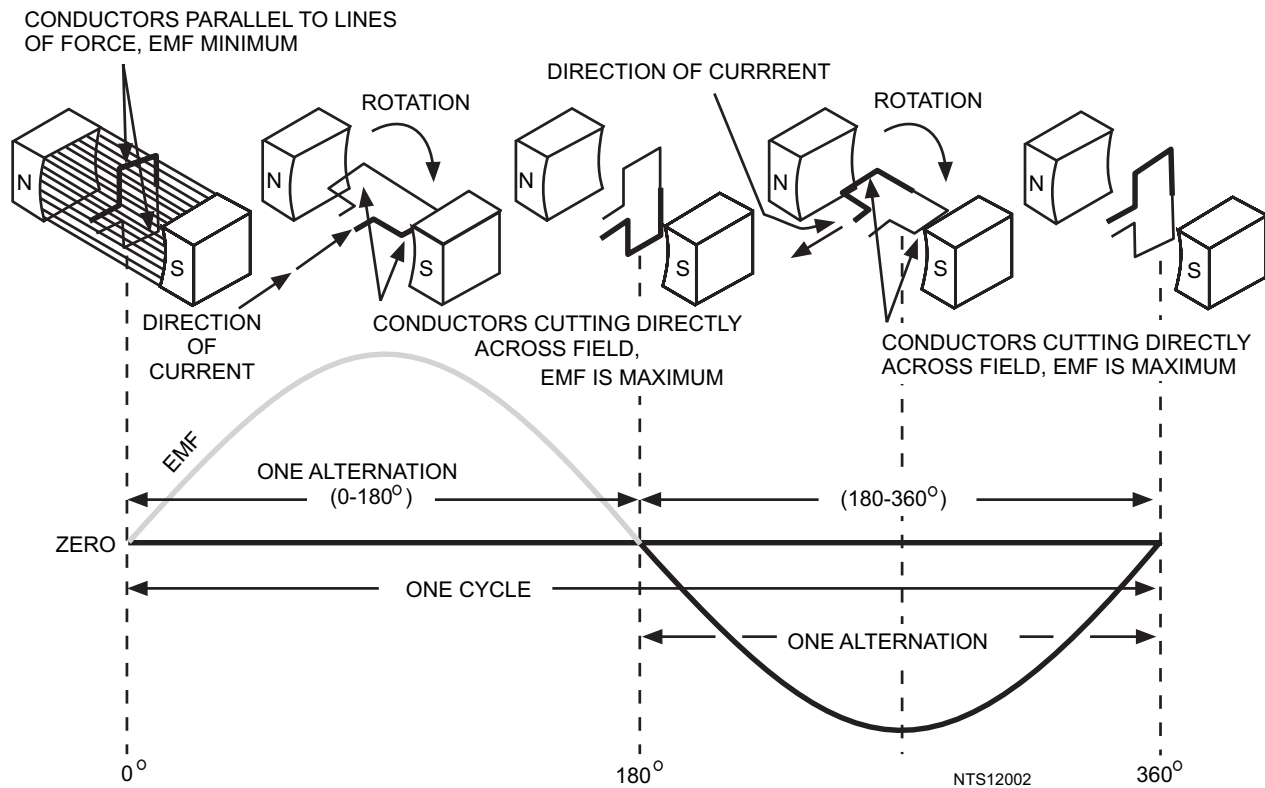 CONDUCTORS PARALLEL TO LINES
OF FORCE, EMF MINIMUM
DIRECTION OF CURRRENT
ROTATION
ROTATION
N
S
N
S
N
S
N
S
N
S
DIRECTION
OF
CURRENT
CONDUCTORS CUTTING DIRECTLY
ACROSS FIELD,
EMF IS MAXIMUM
CONDUCTORS CUTTING DIRECTLY
ACROSS FIELD, EMF IS MAXIMUM
EMF
ONE ALTERNATION
(0-180°)
(180-360°)
ZERO
ONE CYCLE
ONE ALTERNATION
0°
180°
NTS12002
360°